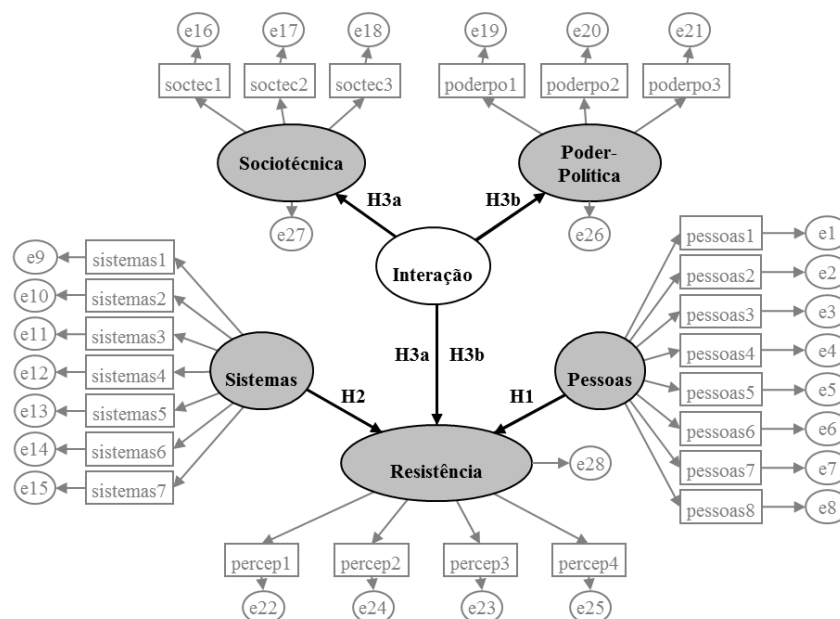 e16
e17
e18
e19
e20
e21
soctec1
soctec2
soctec3
poderpo1
poderpo2
poderpo3
Sociotécnica
Poder-
Política
H3a
H3b
e27
e26
Interação
e9
sistemas1
e10
sistemas2
e11
sistemas3
e12
sistemas4
e13
sistemas5
e14
sistemas6
e15
sistemas7
Sistemas
H2
H3a
H3b
H1
Pessoas
pessoas1
e1
pessoas2
e2
pessoas3
e3
pessoas4
e4
pessoas5
e5
pessoas6
e6
pessoas7
e7
pessoas8
e8
Resistência
e28
percep1
percep2
percep3
percep4
e22
e24
e23
e25